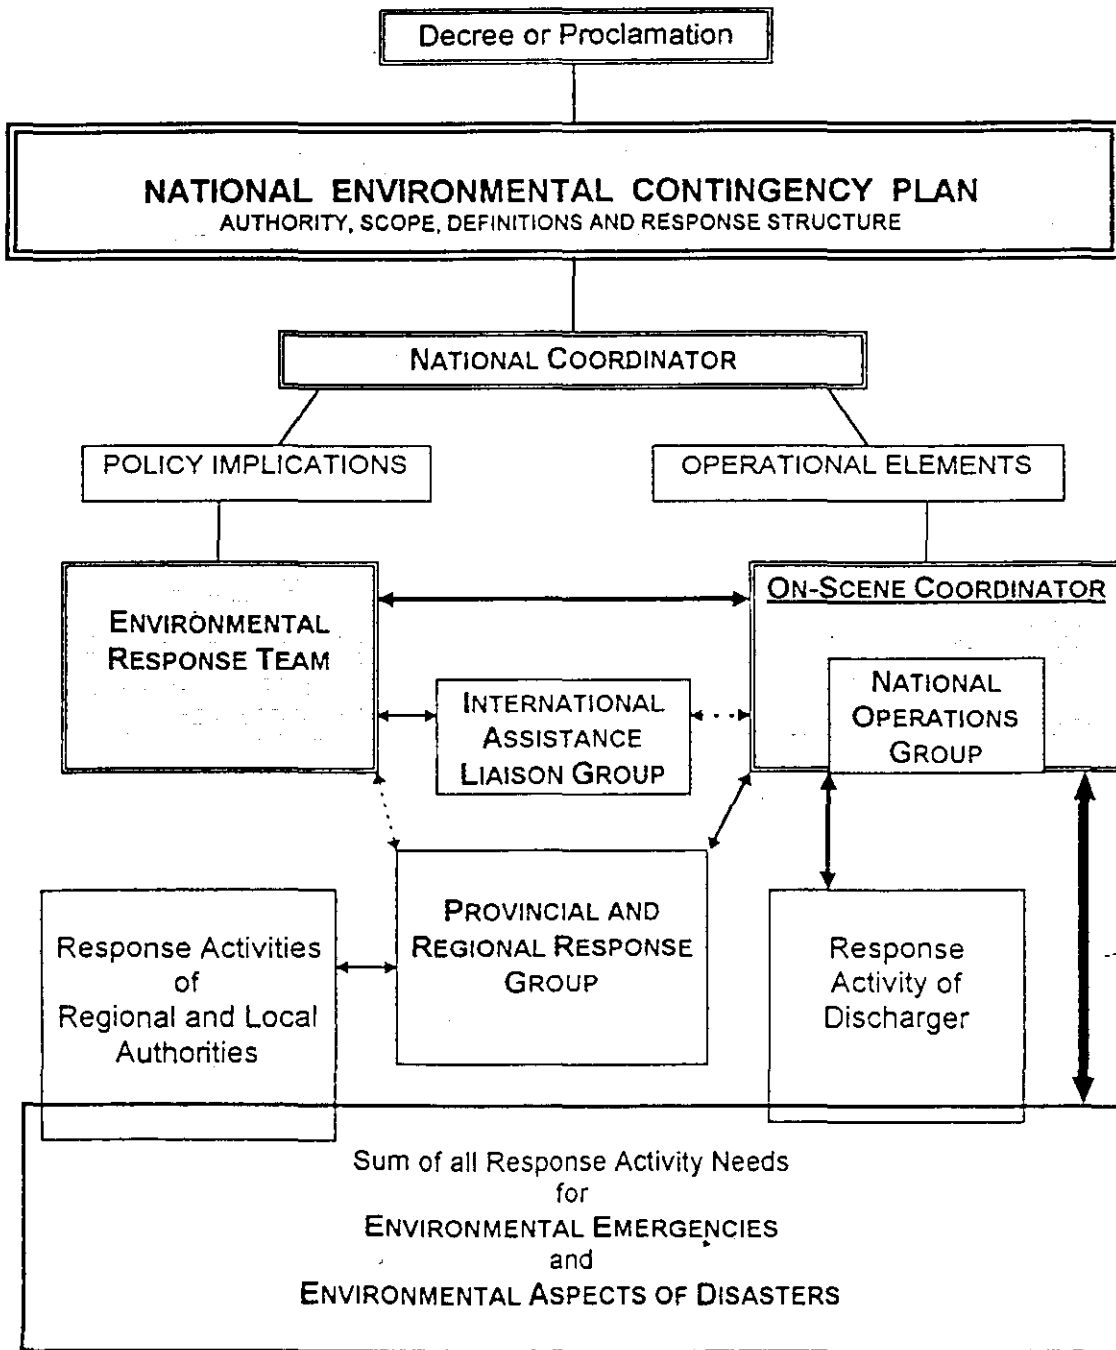 Decree or Proclamation
NATIONAL ENVIRONMENTAL CONTINGENCY PLAN
AUTHORITY, SCOPE, DEFINITIONS AND RESPONSE STRUCTURE
NATIONAL COORDINATOR
POLICY IMPLICATIONS
OPERATIONAL ELEMENTS
ENVIRONMENTAL
RESPONSE TEAM
ON-SCENE COORDINATOR
NATIONAL
OPERATIONS
GROUP
INTERNATIONAL
ASSISTANCE
LIAISON GROUP
PROVINCIAL AND
REGIONAL RESPONSE
GROUP
Response Activities
of
Regional and Local
Authorities
Response
Activity of
Discharger
Sum of all Response Activity Needs
for
ENVIRONMENTAL EMERGENCIES
and
ENVIRONMENTAL ASPECTS OF DISASTERS